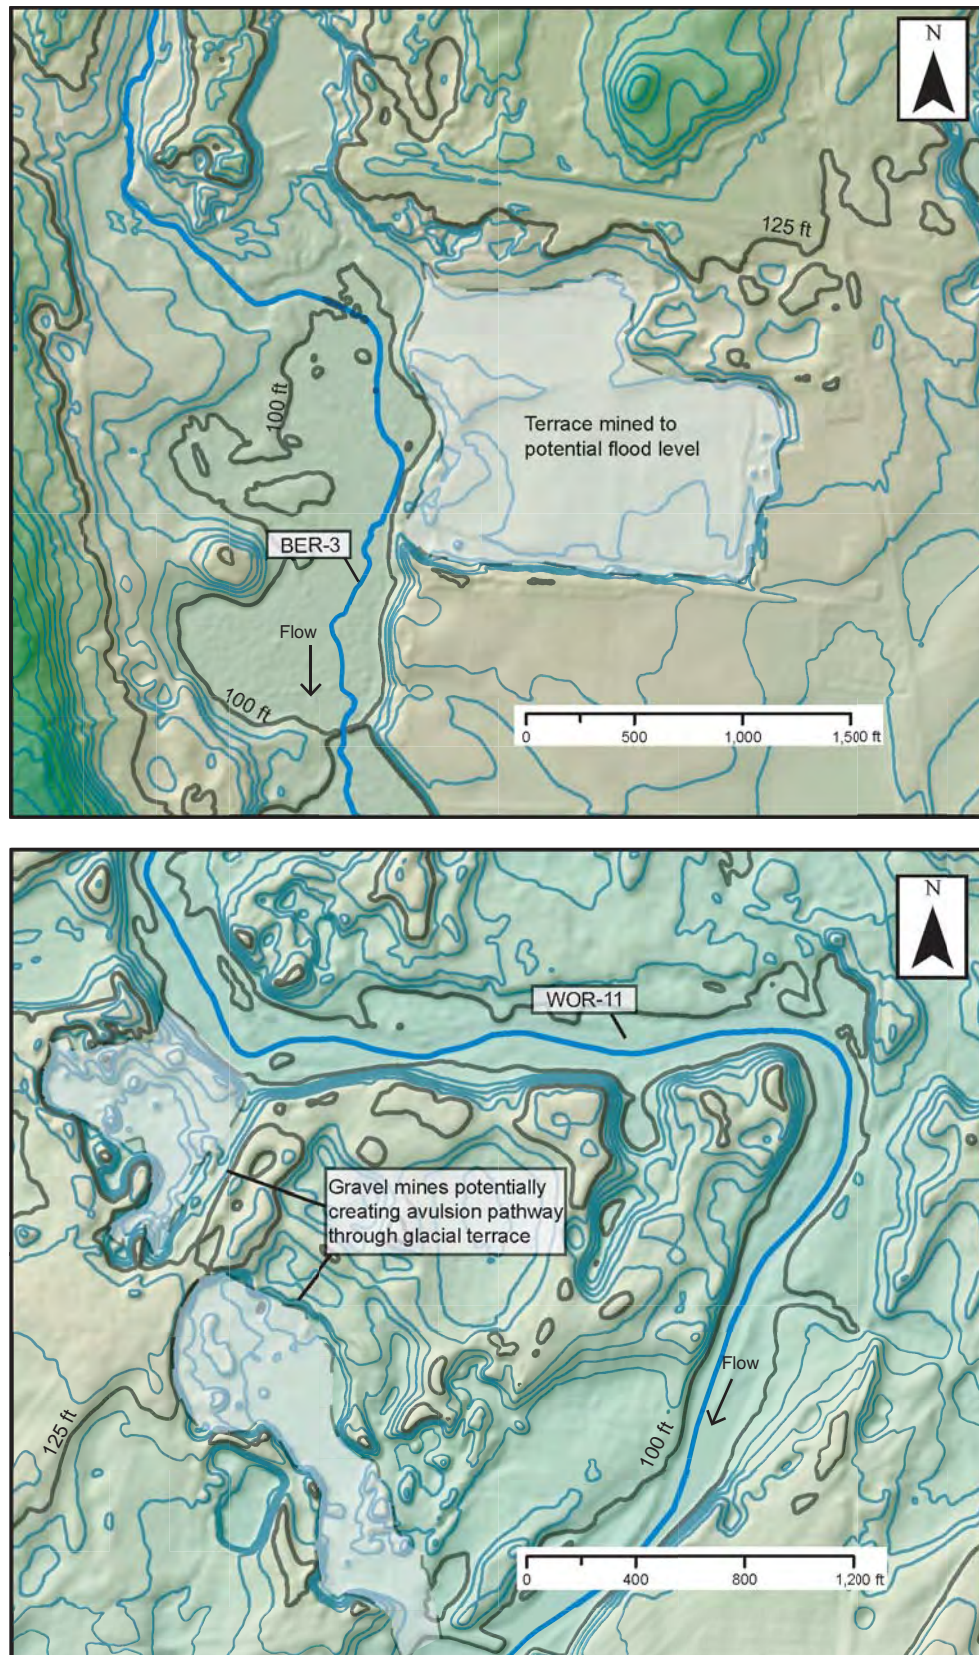 N
125 ft
100 ft
Terrace mined to
potential flood level
BER-3
Flow
100 ft
0 500 1,000 1,500 ft
N
WOR-11
Gravel mines potentially
creating avulsion pathway
through glacial terrace
Flow
125 ft
100 ft
0 400 800 1,200 ft